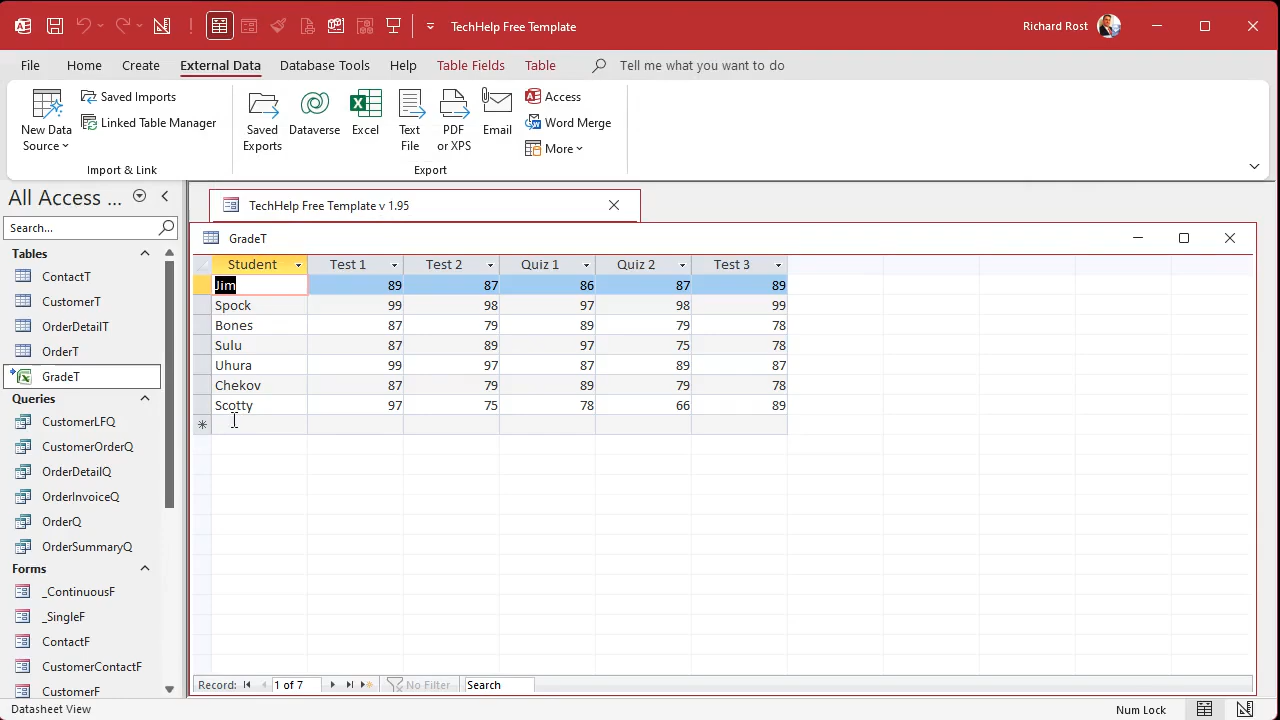 TechHelp Free Template
Richard Rost
File Home Create External Data Database Tools Help Table Fields Table Tell me what you want to do
New Data Source
Saved Imports
Linked Table Manager
Import & Link
Saved Exports
Dataverse
Excel
Text File
PDF or XPS
Email
Access
Word Merge
More
Export
All Access ...
Search...
Tables
ContactT
CustomerT
OrderDetailT
OrderT
GradeT
Queries
CustomerLFQ
CustomerOrderQ
OrderDetailQ
OrderInvoiceQ
OrderQ
OrderSummaryQ
Forms
_ContinuousF
_SingleF
ContactF
CustomerContactF
CustomerF
TechHelp Free Template v 1.95
GradeT
Student Test 1 Test 2 Quiz 1 Quiz 2 Test 3
Jim 89 87 86 87 89
Spock 99 98 97 98 99
Bones 87 79 89 79 78
Sulu 87 89 97 75 78
Uhura 99 97 87 89 87
Chekov 87 79 89 79 78
Scotty 97 75 78 66 89
Record: 1 of 7 No Filter Search
Datasheet View
Num Lock